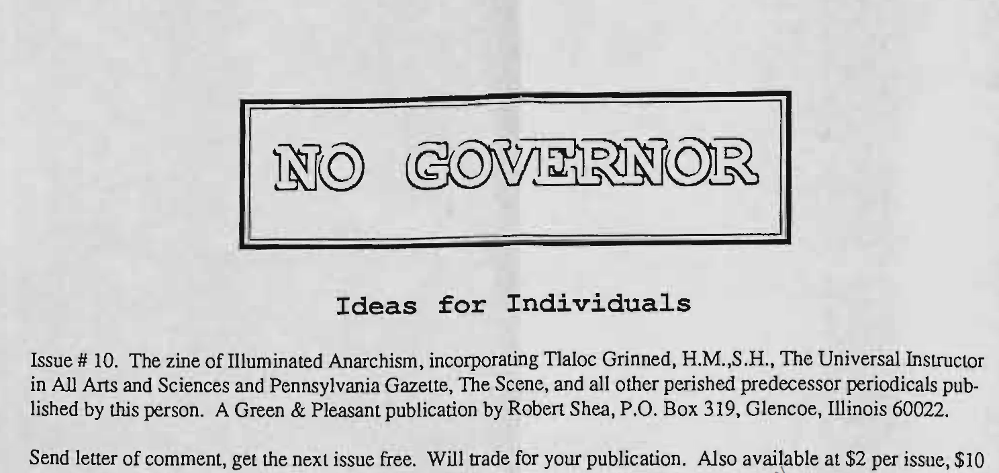 NO GOVERNOR
Ideas for Individuals
Issue # 10. The zine of Illuminated Anarchism, incorporating Tlaloc Grinned, H.M.,S.H., The Universal Instructor
in All Arts and Sciences and Pennsylvania Gazette, The Scene, and all other perished predecessor periodicals pub-
lished by this person. A Green & Pleasant publication by Robert Shea, P.O. Box 319, Glencoe, Illinois 60022.
Send letter of comment, get the next issue free. Will trade for your publication. Also available at $2 per issue, $10